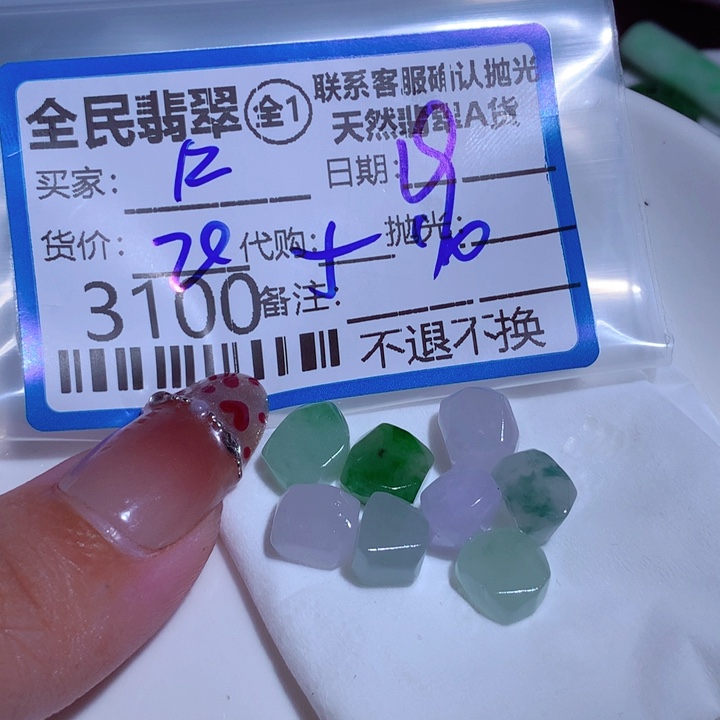 全民翡翠 全1 联系客服确认抛光
天然翡翠A货
买家: 日期:
货价: 代购: 抛光:
3100 备注:
不退不换